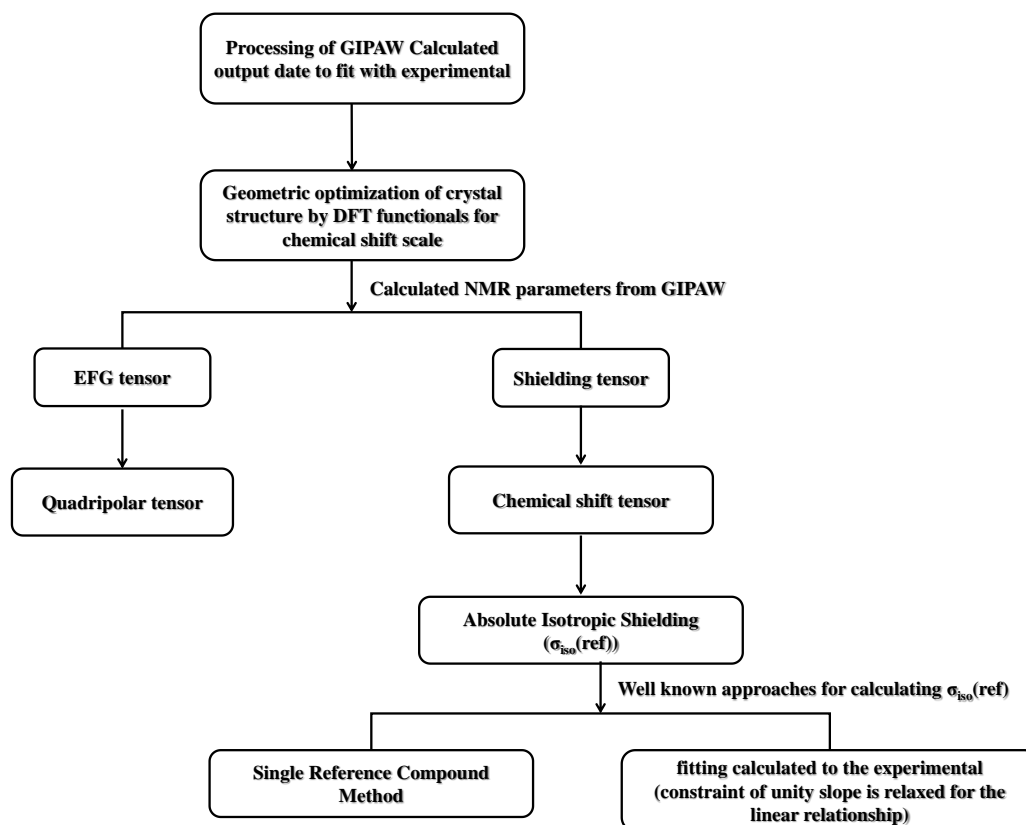 Processing of GIPAW Calculated
output date to fit with experimental
Geometric optimization of crystal
structure by DFT functionals for
chemical shift scale
Calculated NMR parameters from GIPAW
EFG tensor
Shielding tensor
Quadripolar tensor
Chemical shift tensor
Absolute Isotropic Shielding
(σiso(ref))
Well known approaches for calculating σiso(ref)
Single Reference Compound
Method
fitting calculated to the experimental
(constraint of unity slope is relaxed for the
linear relationship)